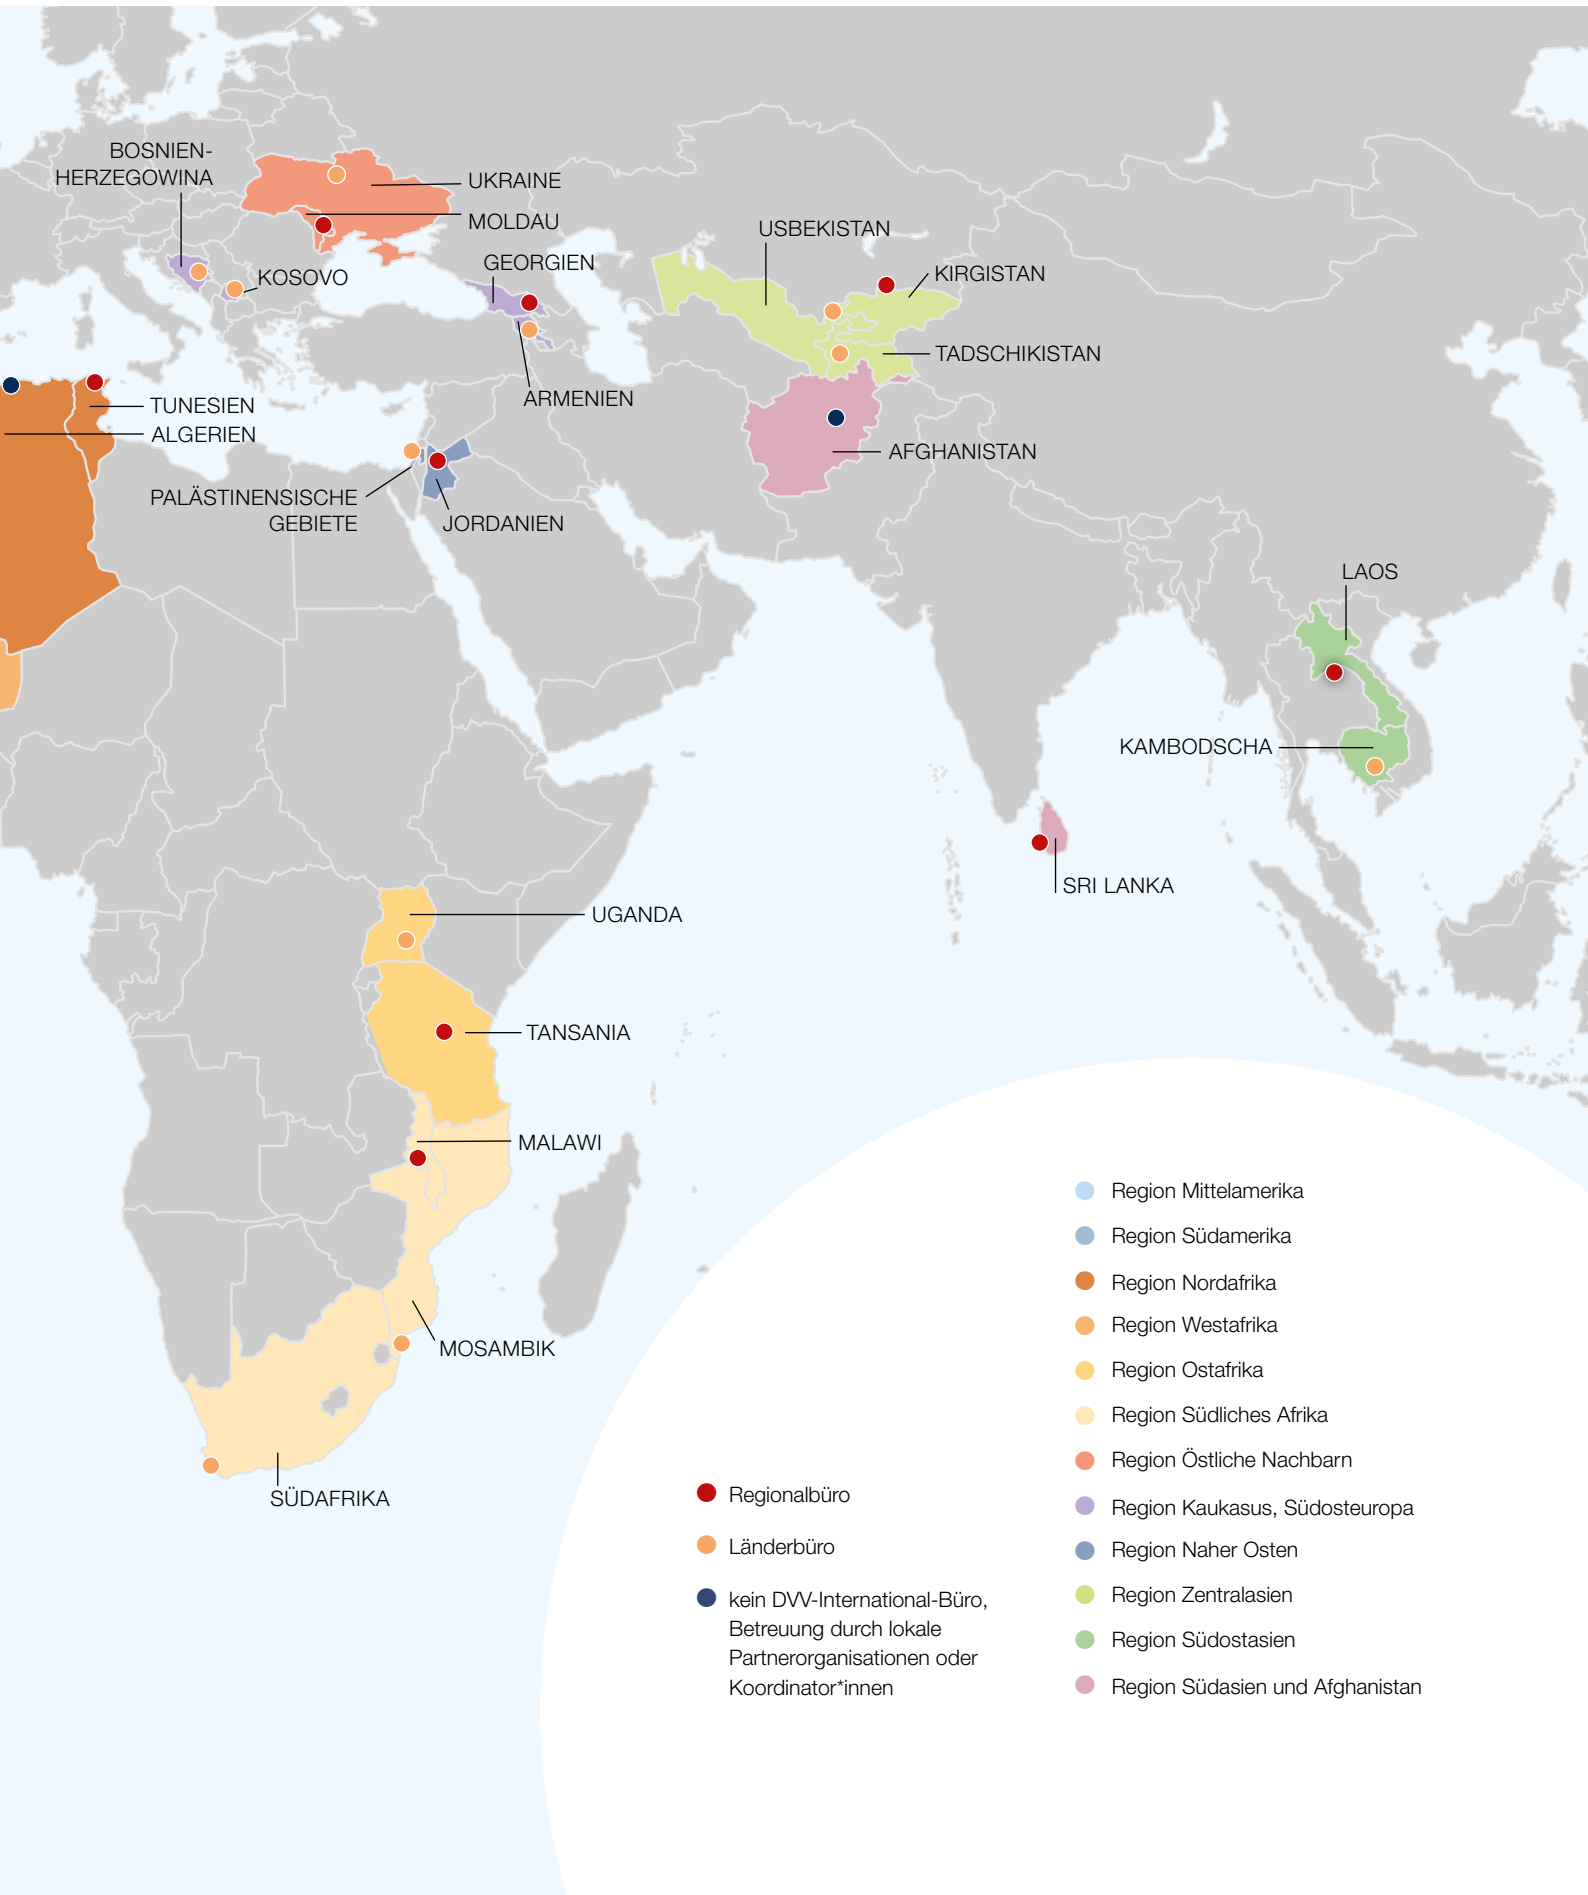 BOSNIEN-
HERZEGOWINA
UKRAINE
MOLDAU
USBEKISTAN
GEORGIEN
KOSOVO
KIRGISTAN
TADSCHIKISTAN
ARMENIEN
TUNESIEN
ALGERIEN
AFGHANISTAN
PALÄSTINENSISCHE
GEBIETE
JORDANIEN
LAOS
KAMBODSCHA
SRI LANKA
UGANDA
TANSANIA
MALAWI
MOSAMBIK
SÜDAFRIKA
Regionalbüro
Länderbüro
kein DVV-International-Büro,
Betreuung durch lokale
Partnerorganisationen oder
Koordinator*innen
Region Mittelamerika
Region Südamerika
Region Nordafrika
Region Westafrika
Region Ostafrika
Region Südliches Afrika
Region Östliche Nachbarn
Region Kaukasus, Südosteuropa
Region Naher Osten
Region Zentralasien
Region Südostasien
Region Südasien und Afghanistan